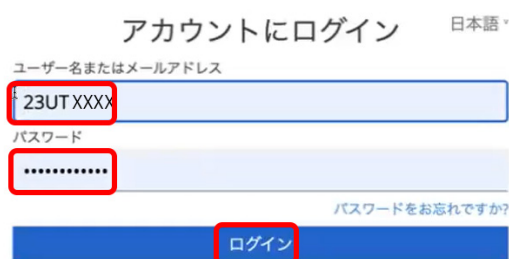 アカウントにログイン
日本語
ユーザー名またはメールアドレス
23UTXXXX
パスワード
••••••••••••
パスワードをお忘れですか?
ログイン